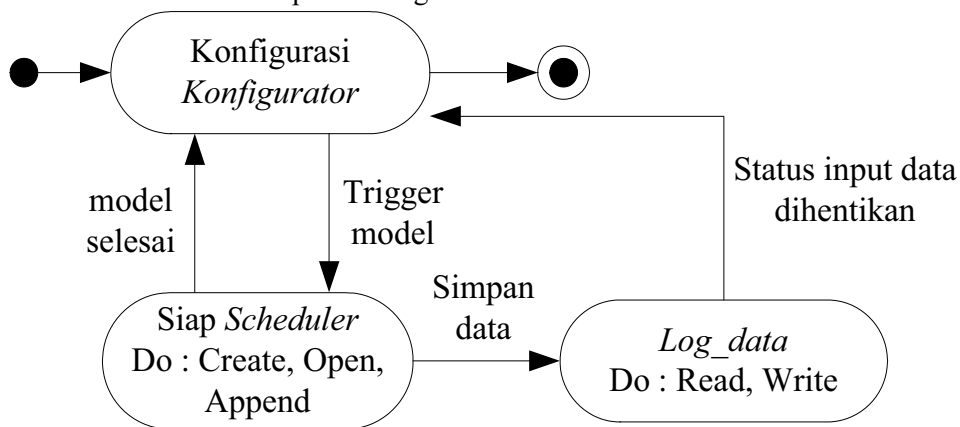 Konfigurasi
Konfigurator
model
selesai
Trigger
model
Status input data
dihentikan
Simpan
data
Siap Scheduler
Do : Create, Open,
Append
Log_data
Do : Read, Write